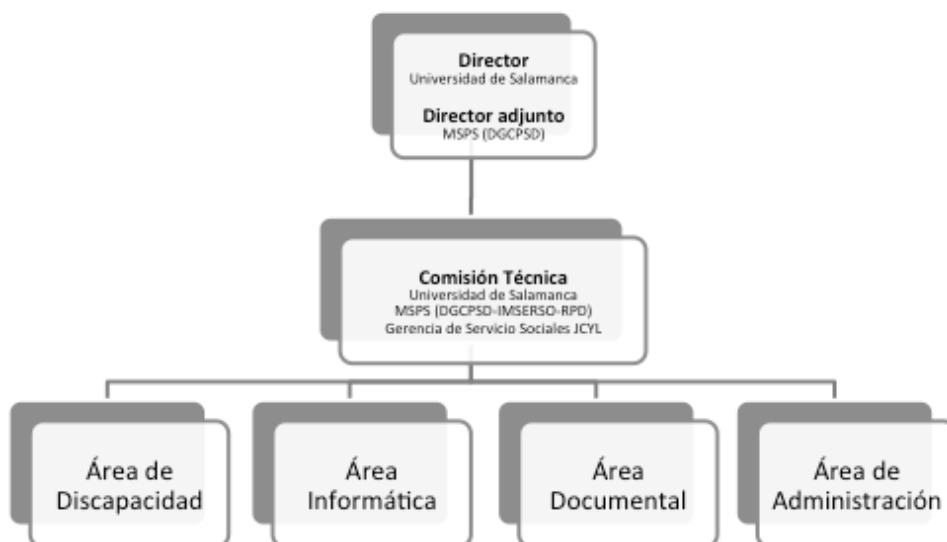 Director
Universidad de Salamanca
Director adjunto
MSPS (DGCPSD)
Comisión Técnica
Universidad de Salamanca
MSPS (DGCPSD-IMSERSO-RPD)
Gerencia de Servicio Sociales JCYL
Área de
Discapacidad
Área
Informática
Área
Documental
Área de
Administración